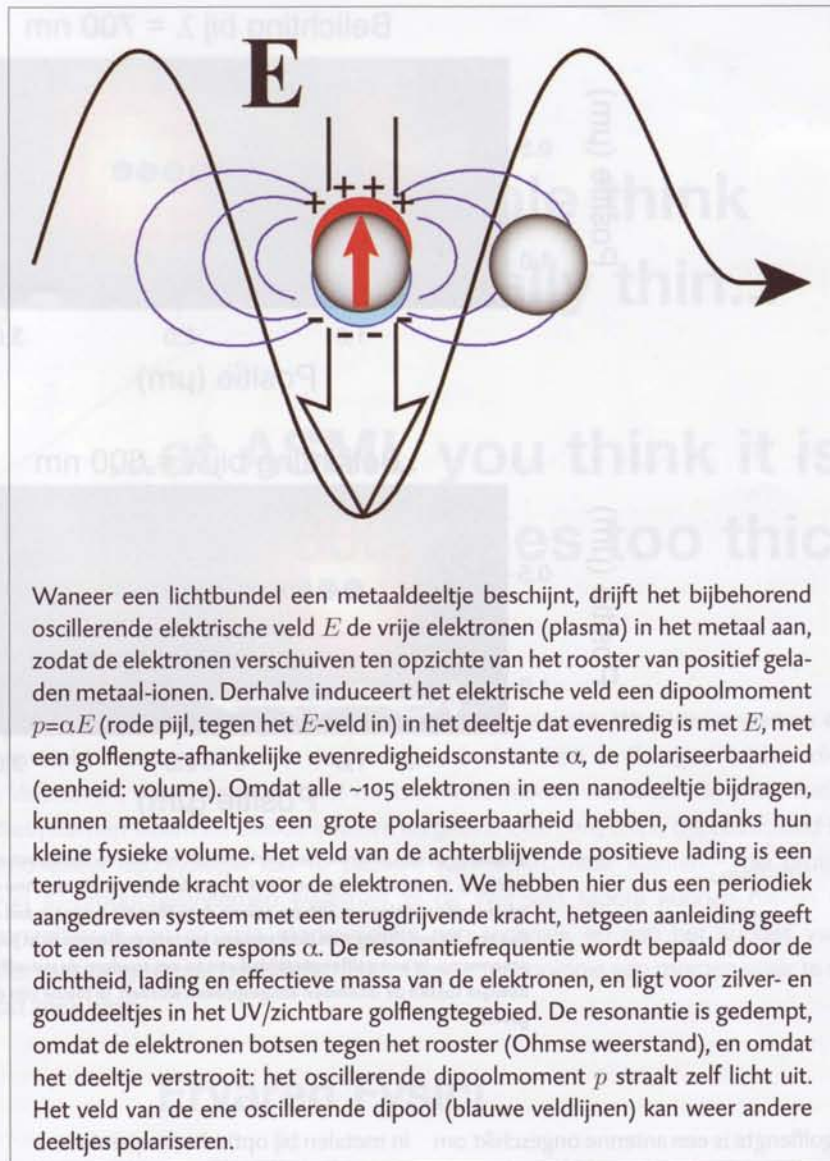 E
+ + + +
+ +
- -
- - -
Waneer een lichtbundel een metaaldeeltje beschijnt, drijft het bijbehorend
oscillerende elektrische veld E de vrije elektronen (plasma) in het metaal aan,
zodat de elektronen verschuiven ten opzichte van het rooster van positief gela-
den metaal-ionen. Derhalve induceert het elektrische veld een dipoolmoment
p=αE (rode pijl, tegen het E-veld in) in het deeltje dat evenredig is met E, met
een golflengte-afhankelijke evenredigheidsconstante α, de polariseerbaarheid
(eenheid: volume). Omdat alle ~105 elektronen in een nanodeeltje bijdragen,
kunnen metaaldeeltjes een grote polariseerbaarheid hebben, ondanks hun
kleine fysieke volume. Het veld van de achterblijvende positieve lading is een
terugdrijvende kracht voor de elektronen. We hebben hier dus een periodiek
aangedreven systeem met een terugdrijvende kracht, hetgeen aanleiding geeft
tot een resonante respons α. De resonantiefrequentie wordt bepaald door de
dichtheid, lading en effectieve massa van de elektronen, en ligt voor zilver- en
gouddeeltjes in het UV/zichtbare golflengtegebied. De resonantie is gedempt,
omdat de elektronen botsen tegen het rooster (Ohmse weerstand), en omdat
het deeltje verstrooit: het oscillerende dipoolmoment p straalt zelf licht uit.
Het veld van de ene oscillerende dipool (blauwe veldlijnen) kan weer andere
deeltjes polariseren.